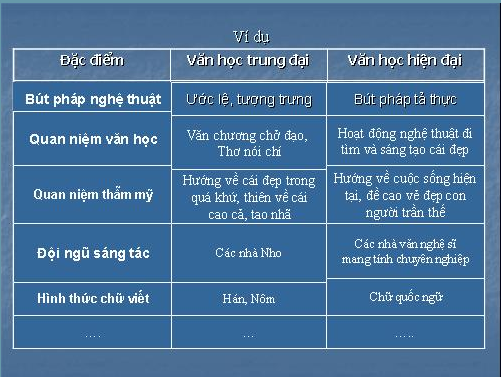 Ví dụ
Đặc điểm
Văn học trung đại
Văn học hiện đại
Bút pháp nghệ thuật
Ước lệ, tượng trưng
Bút pháp tả thực
Quan niệm văn học
Văn chương chở đạo,
Thơ nói chí
Hoạt động nghệ thuật đi
tìm và sáng tạo cái đẹp
Quan niệm thẩm mỹ
Hướng về cái đẹp trong
quá khứ, thiên về cái
cao cả, tao nhã
Hướng về cuộc sống hiện
tại, đề cao vẻ đẹp con
người trần thế
Đội ngũ sáng tác
Các nhà Nho
Các nhà văn nghệ sĩ
mang tính chuyên nghiệp
Hình thức chữ viết
Hán, Nôm
Chữ quốc ngữ
….
…
…..